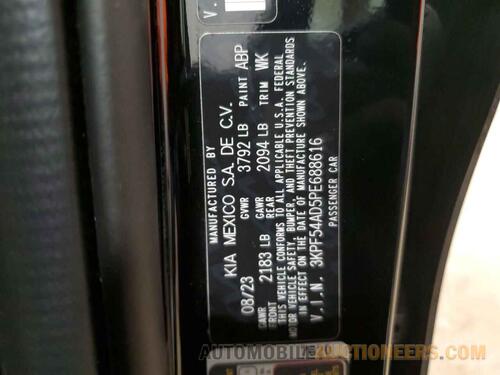 V.
MANUFACTURED BY
KIA MEXICO S.A. DE C.V.
08/23 GVWR 3792 LB PAINT ABP
GAWR FRONT 2183 LB GAWR REAR 2094 LB TRIM WK
THIS VEHICLE CONFORMS TO ALL APPLICABLE U.S.A. FEDERAL
MOTOR VEHICLE SAFETY, BUMPER, AND THEFT PREVENTION STANDARDS
IN EFFECT ON THE DATE OF MANUFACTURE SHOWN ABOVE.
V.I.N. 3KPF54AD5PE688616
PASSENGER CAR
AUTOMOBILE
auctioneers.com